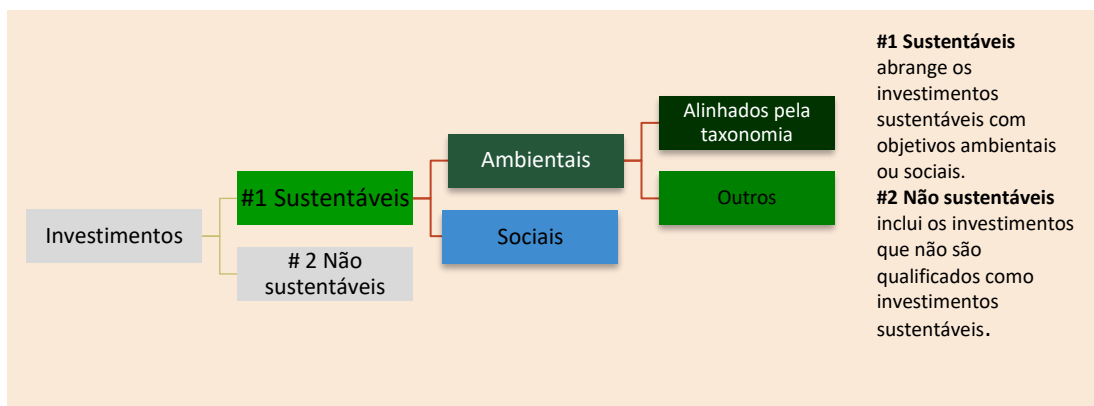 Investimentos
#1 Sustentáveis
# 2 Não
sustentáveis
Ambientais
Sociais
Alinhados pela
taxonomia
Outros
#1 Sustentáveis
abrange os
investimentos
sustentáveis com
objetivos ambientais
ou sociais.
#2 Não sustentáveis
inclui os investimentos
que não são
qualificados como
investimentos
sustentáveis.